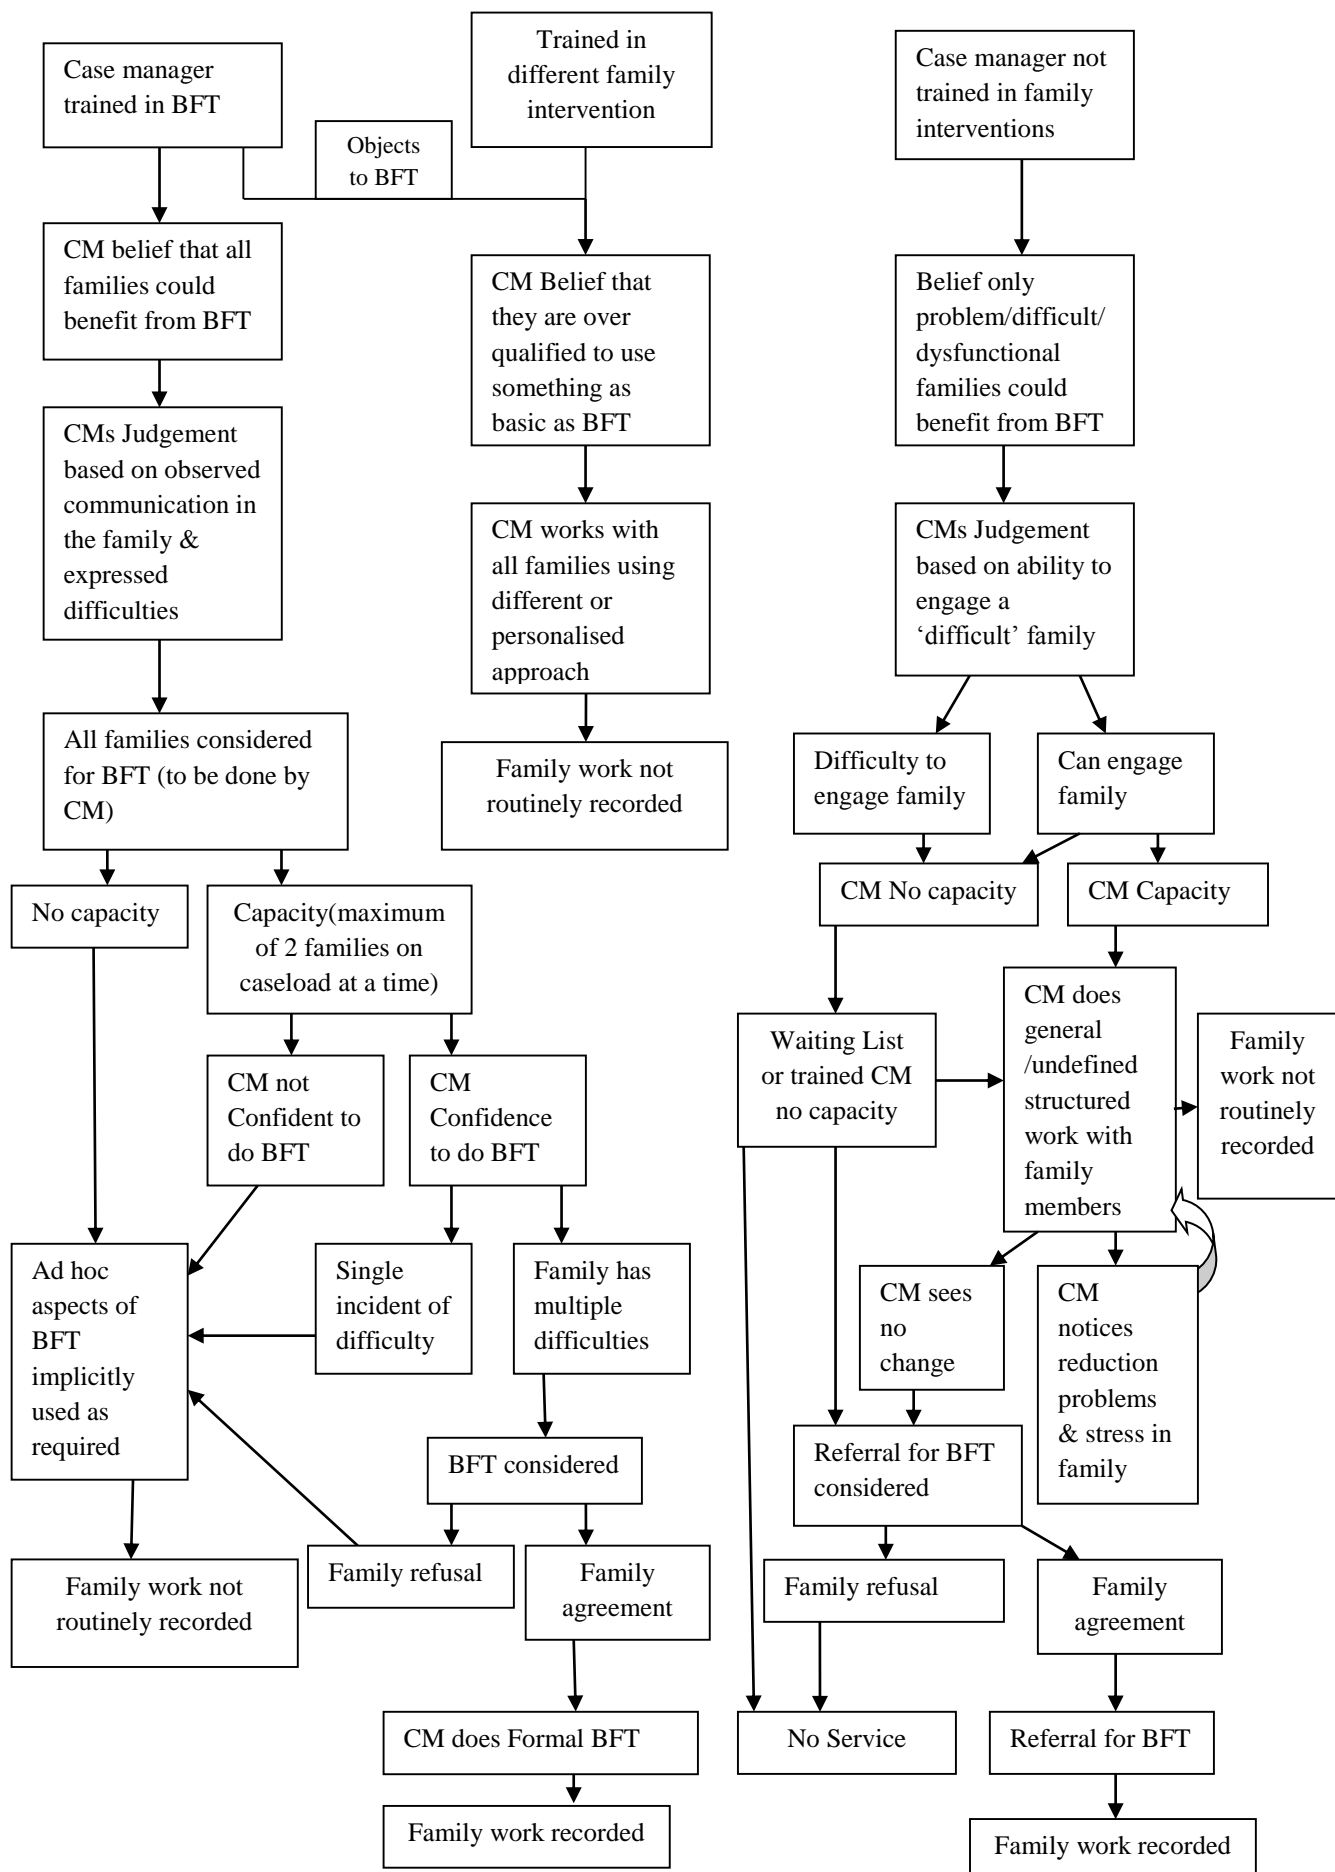 Case manager
trained in BFT
Trained in
different family
intervention
Case manager not
trained in family
interventions
Objects
to BFT
CM belief that all
families could
benefit from BFT
CM Belief that
they are over
qualified to use
something as
basic as BFT
Belief only
problem/difficult/
dysfunctional
families could
benefit from BFT
CMs Judgement
based on observed
communication in
the family &
expressed
difficulties
CM works with
all families using
different or
personalised
approach
CMs Judgement
based on ability to
engage a
‘difficult’ family
All families considered
for BFT (to be done by
CM)
Family work not
routinely recorded
Difficulty to
engage family
Can engage
family
No capacity
Capacity(maximum
of 2 families on
caseload at a time)
CM No capacity
CM Capacity
CM not
Confident to
do BFT
CM
Confidence
to do BFT
Waiting List
or trained CM
no capacity
CM does
general
/undefined
structured
work with
family
members
Family
work not
routinely
recorded
Ad hoc
aspects of
BFT
implicitly
used as
required
Single
incident of
difficulty
Family has
multiple
difficulties
CM sees
no
change
CM
notices
reduction
problems
& stress in
family
BFT considered
Referral for BFT
considered
Family work not
routinely recorded
Family refusal
Family
agreement
Family refusal
Family
agreement
CM does Formal BFT
No Service
Referral for BFT
Family work recorded
Family work recorded